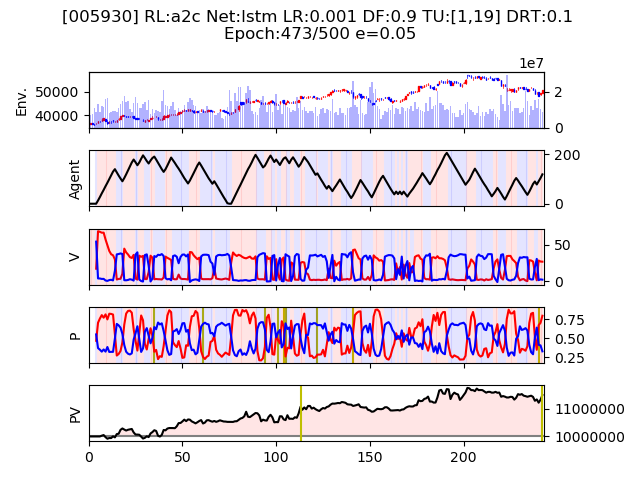 [005930] RL:a2c Net:lstm LR:0.001 DF:0.9 TU:[1,19] DRT:0.1
Epoch:473/500 e=0.05
1e7
Env.
50000
40000
2
0
Agent
200
0
V
50
0
P
0.75
0.50
0.25
PV
11000000
10000000
0 50 100 150 200